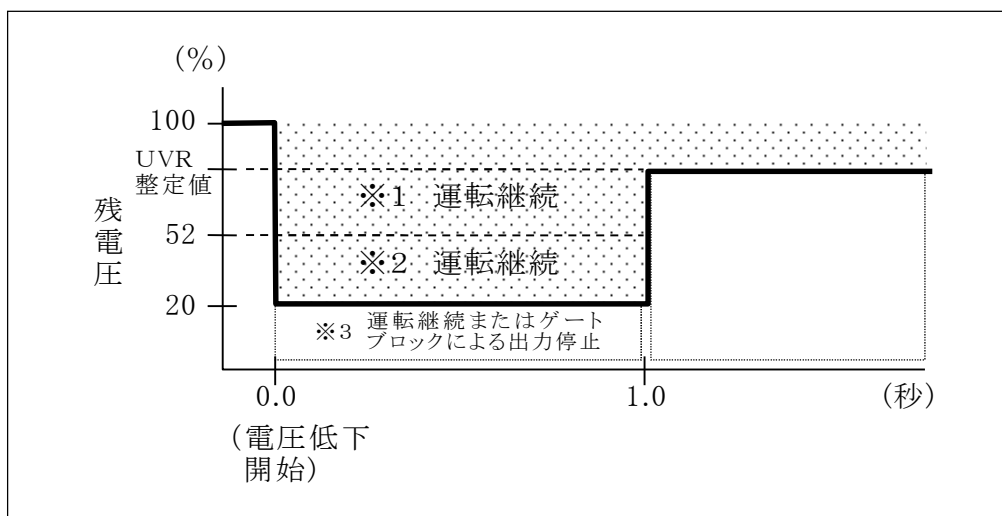 (%)
100
UVR
整定値
残電圧
52
20
※1 運転継続
※2 運転継続
※3 運転継続またはゲート
ブロックによる出力停止
0.0
1.0
(秒)
(電圧低下
開始)